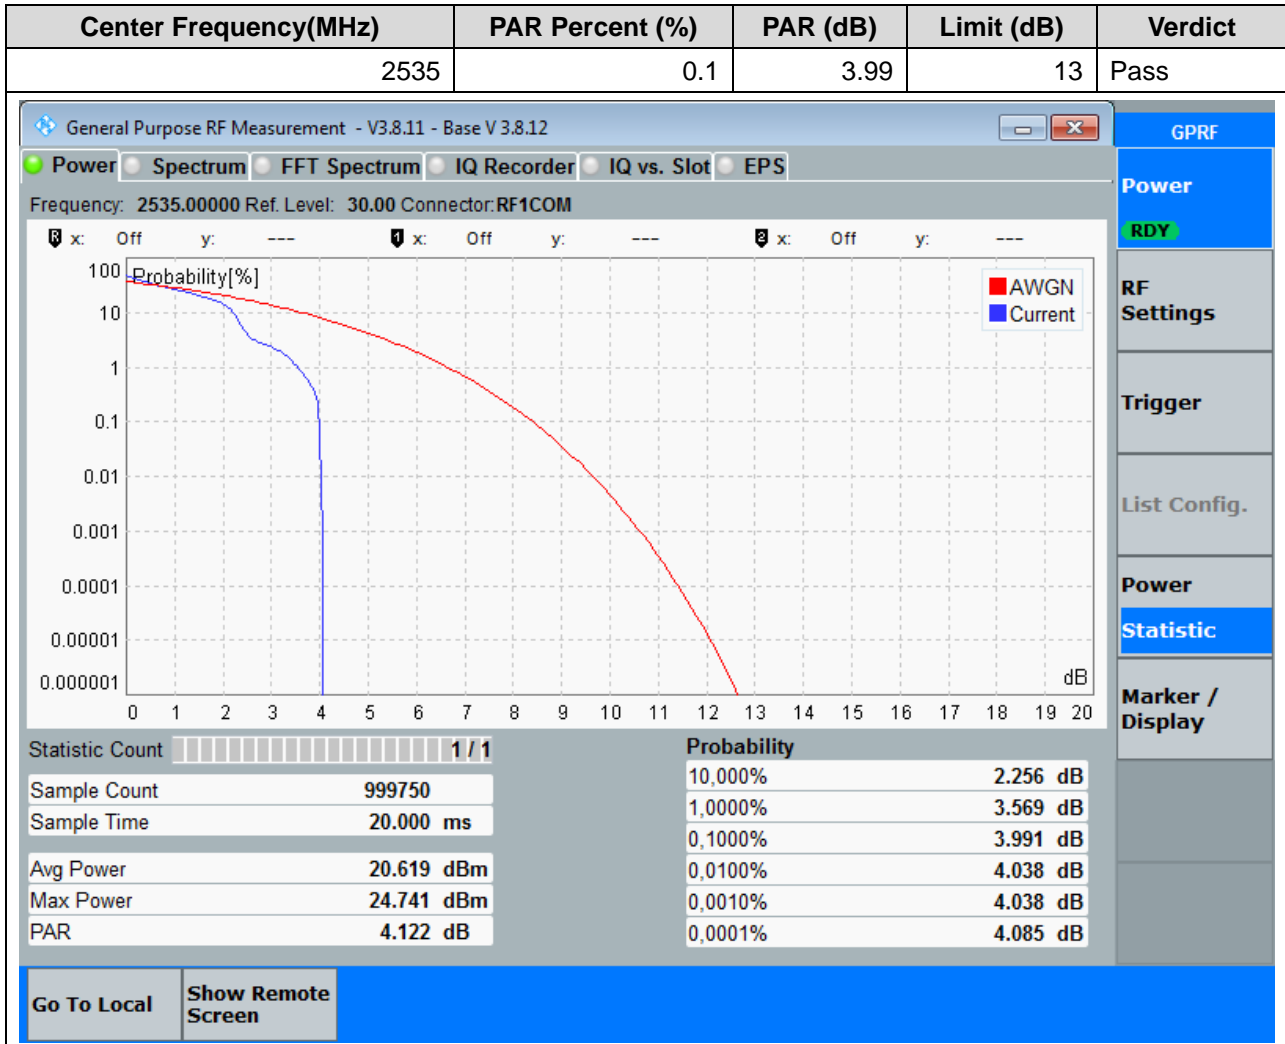 Center Frequency(MHz) PAR Percent (%) PAR (dB) Limit (dB) Verdict
2535 0.1 3.99 13 Pass
General Purpose RF Measurement - V3.8.11 - Base V 3.8.12
GPRF
Power Spectrum FFT Spectrum IQ Recorder IQ vs. Slot EPS
Power
RDY
Frequency: 2535.00000 Ref. Level: 30.00 Connector:RF1COM
R x: Off y: --- 1 x: Off y: --- 2 x: Off y: ---
Probability[%]
AWGN
Current
100
10
1
0.1
0.01
0.001
0.0001
0.00001
0.000001
dB
0 1 2 3 4 5 6 7 8 9 10 11 12 13 14 15 16 17 18 19 20
RF
Settings
Trigger
List Config.
Power
Statistic
Marker /
Display
Statistic Count 1 / 1
Sample Count 999750
Sample Time 20.000 ms
Avg Power 20.619 dBm
Max Power 24.741 dBm
PAR 4.122 dB
Probability
10,000% 2.256 dB
1,0000% 3.569 dB
0,1000% 3.991 dB
0,0100% 4.038 dB
0,0010% 4.038 dB
0,0001% 4.085 dB
Go To Local
Show Remote
Screen